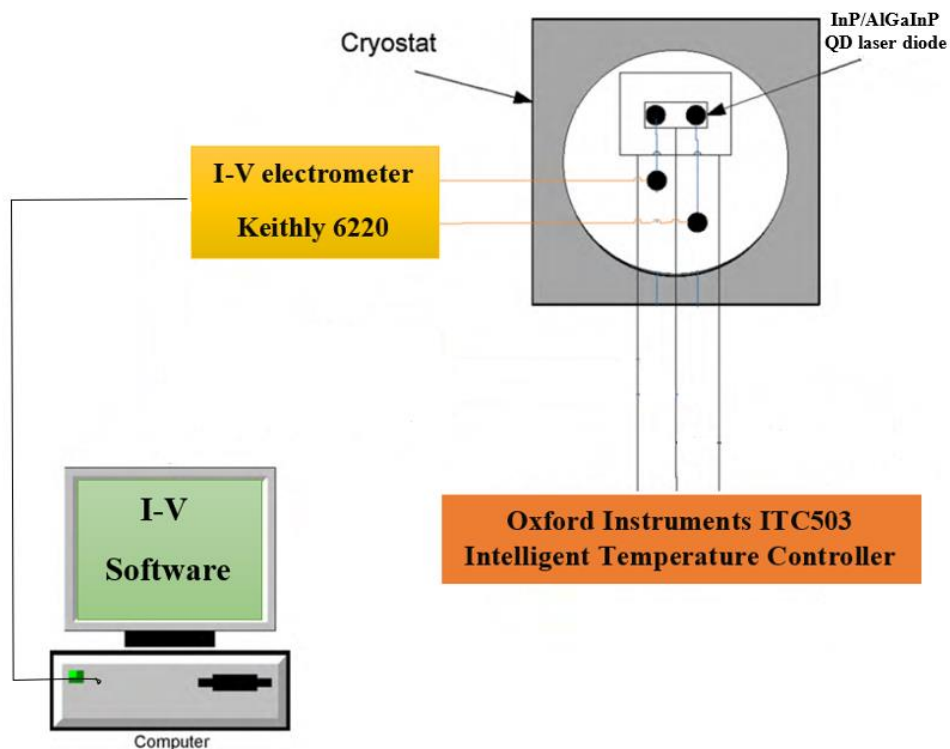 InP/AlGaInP
QD laser diode
Cryostat
I-V electrometer
Keithly 6220
I-V
Software
Oxford Instruments ITC503
Intelligent Temperature Controller
Computer